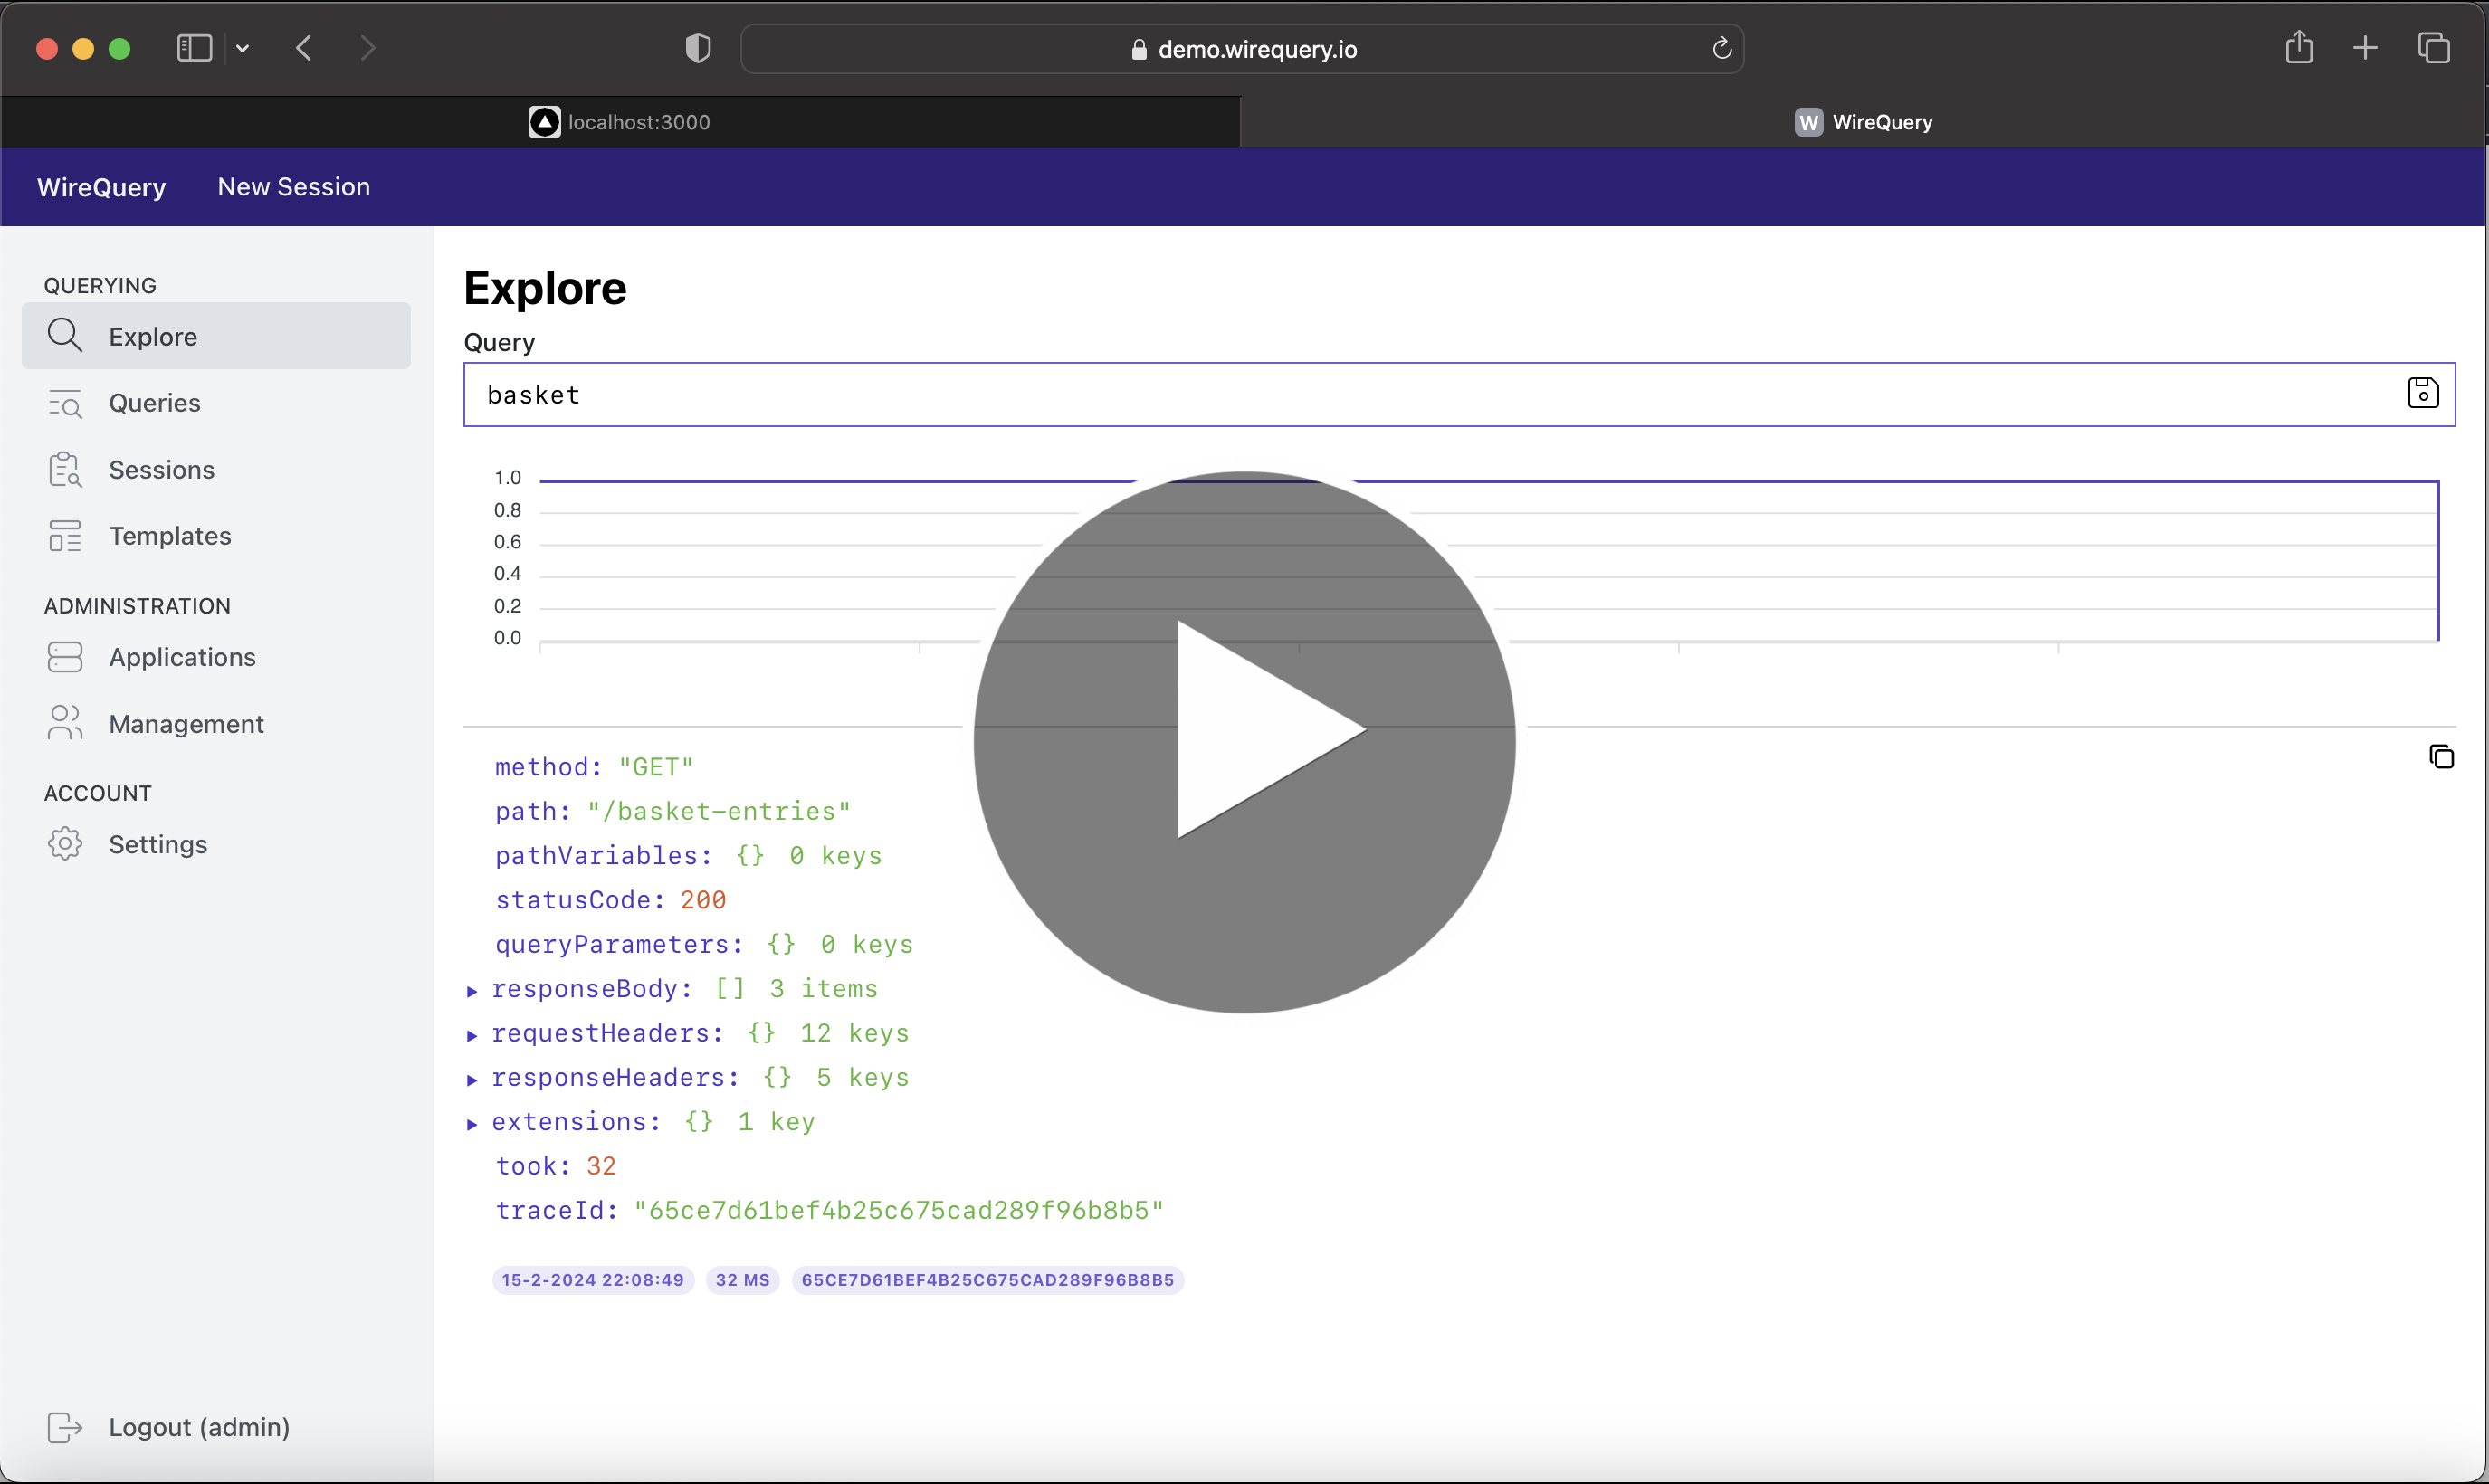 demo.wirequery.io
localhost:3000
W WireQuery
WireQuery New Session
QUERYING
Explore
Queries
Sessions
Templates
ADMINISTRATION
Applications
Management
ACCOUNT
Settings
Logout (admin)
Explore
Query
basket
1.0
0.8
0.6
0.4
0.2
0.0
method: "GET"
path: "/basket-entries"
pathVariables: {} 0 keys
statusCode: 200
queryParameters: {} 0 keys
responseBody: [] 3 items
requestHeaders: {} 12 keys
responseHeaders: {} 5 keys
extensions: {} 1 key
took: 32
traceId: "65ce7d61bef4b25c675cad289f96b8b5"
15-2-2024 22:08:49 32 MS 65CE7D61BEF4B25C675CAD289F96B8B5